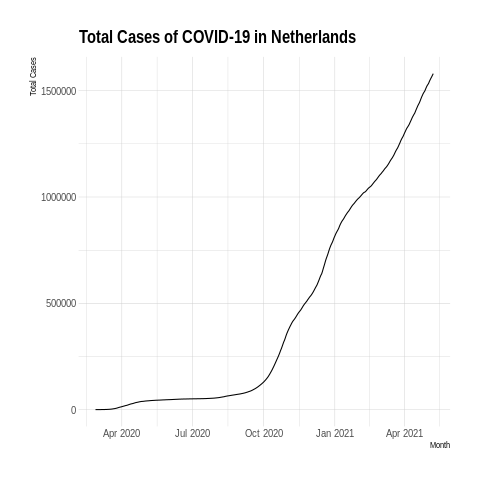 Total Cases of COVID-19 in Netherlands
Total Cases
1500000
1000000
500000
0
Apr 2020
Jul 2020
Oct 2020
Jan 2021
Apr 2021
Month